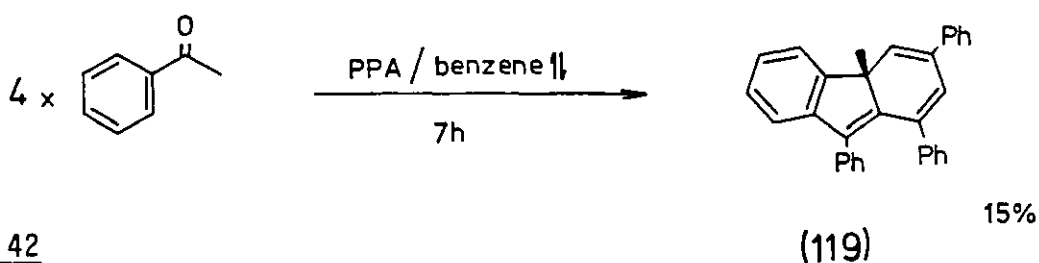 O
Ph
4 ×
PPA / benzene ⥮
7h
Ph
Ph
15%
42
(119)